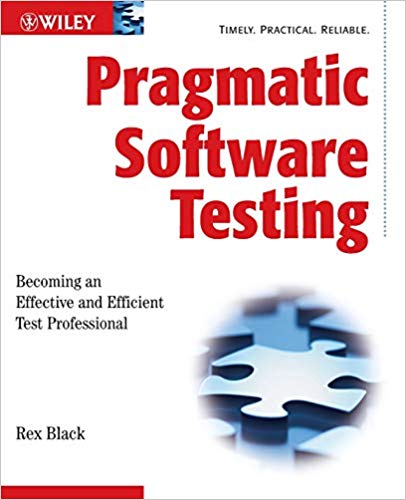 WILEY
TIMELY. PRACTICAL. RELIABLE.
Pragmatic
Software
Testing
Becoming an
Effective and Efficient
Test Professional
Rex Black